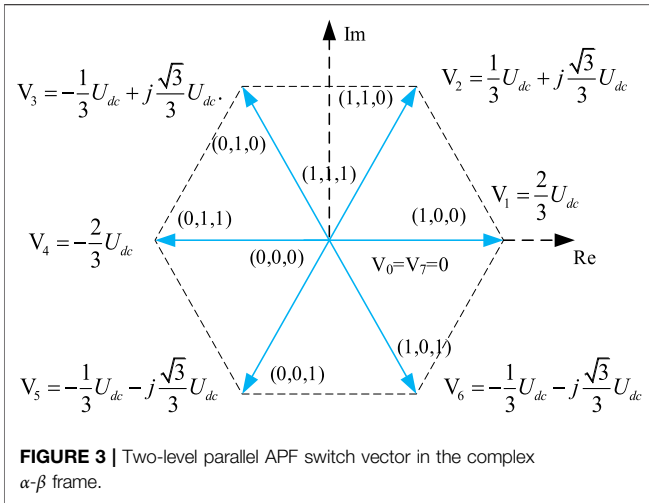 Im
V₃ = -1/3 U_dc + j √3/3 U_dc.
V₂ = 1/3 U_dc + j √3/3 U_dc
(1,1,0)
(0,1,0)
(1,1,1)
V₁ = 2/3 U_dc
(0,1,1)
(1,0,0)
V₄ = -2/3 U_dc
(0,0,0)
V₀=V₇=0
Re
(1,0,1)
(0,0,1)
V₅ = -1/3 U_dc - j √3/3 U_dc
V₆ = -1/3 U_dc - j √3/3 U_dc
FIGURE 3 | Two-level parallel APF switch vector in the complex
α-β frame.